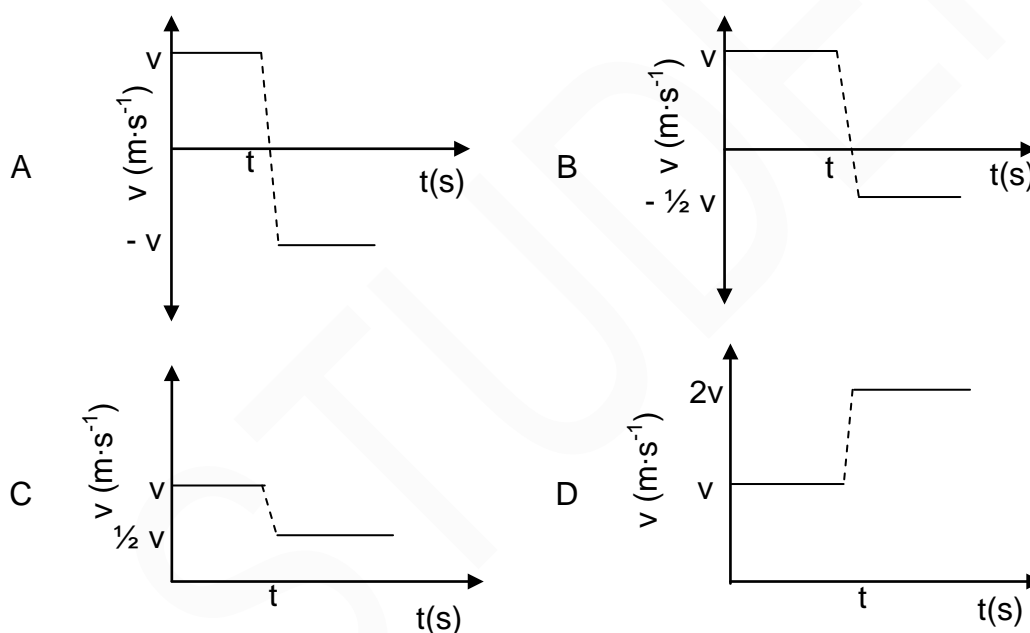 A
v
v (m·s⁻¹)
t
t(s)
- v
B
v
v (m·s⁻¹)
t
t(s)
- ½ v
C
v (m·s⁻¹)
v
½ v
t
t(s)
D
2v
v (m·s⁻¹)
v
t
t(s)